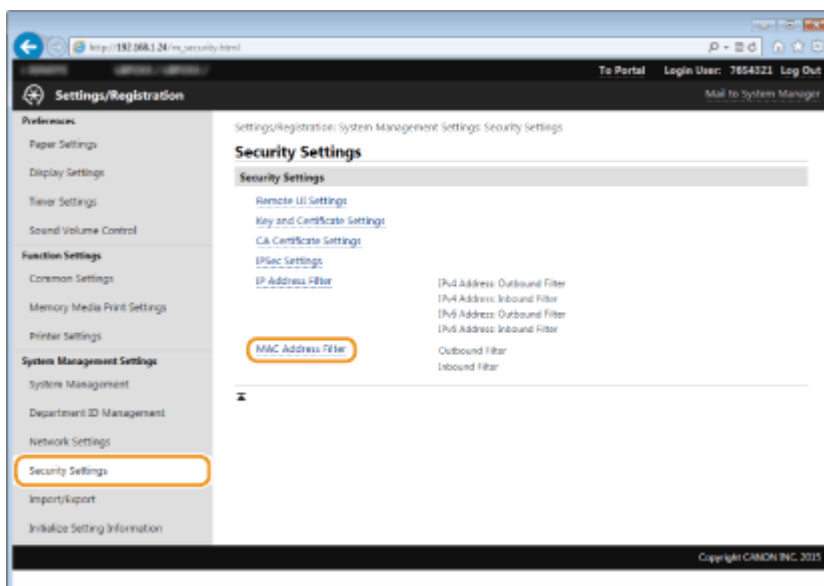 http://192.168.1.24/m_security.html
To Portal Login User: 7654321 Log Out
Settings/Registration
Mail to System Manager
Preferences
Paper Settings
Display Settings
Timer Settings
Sound Volume Control
Function Settings
Common Settings
Memory Media Print Settings
Printer Settings
System Management Settings
System Management
Department ID Management
Network Settings
Security Settings
Import/Export
Initialize Setting Information
Settings/Registration: System Management Settings: Security Settings
Security Settings
Security Settings
Remote UI Settings
Key and Certificate Settings
CA Certificate Settings
IPSec Settings
IP Address Filter
IPv4 Address: Outbound Filter
IPv4 Address: Inbound Filter
IPv6 Address: Outbound Filter
IPv6 Address: Inbound Filter
MAC Address Filter
Outbound Filter
Inbound Filter
Copyright CANON INC. 2015